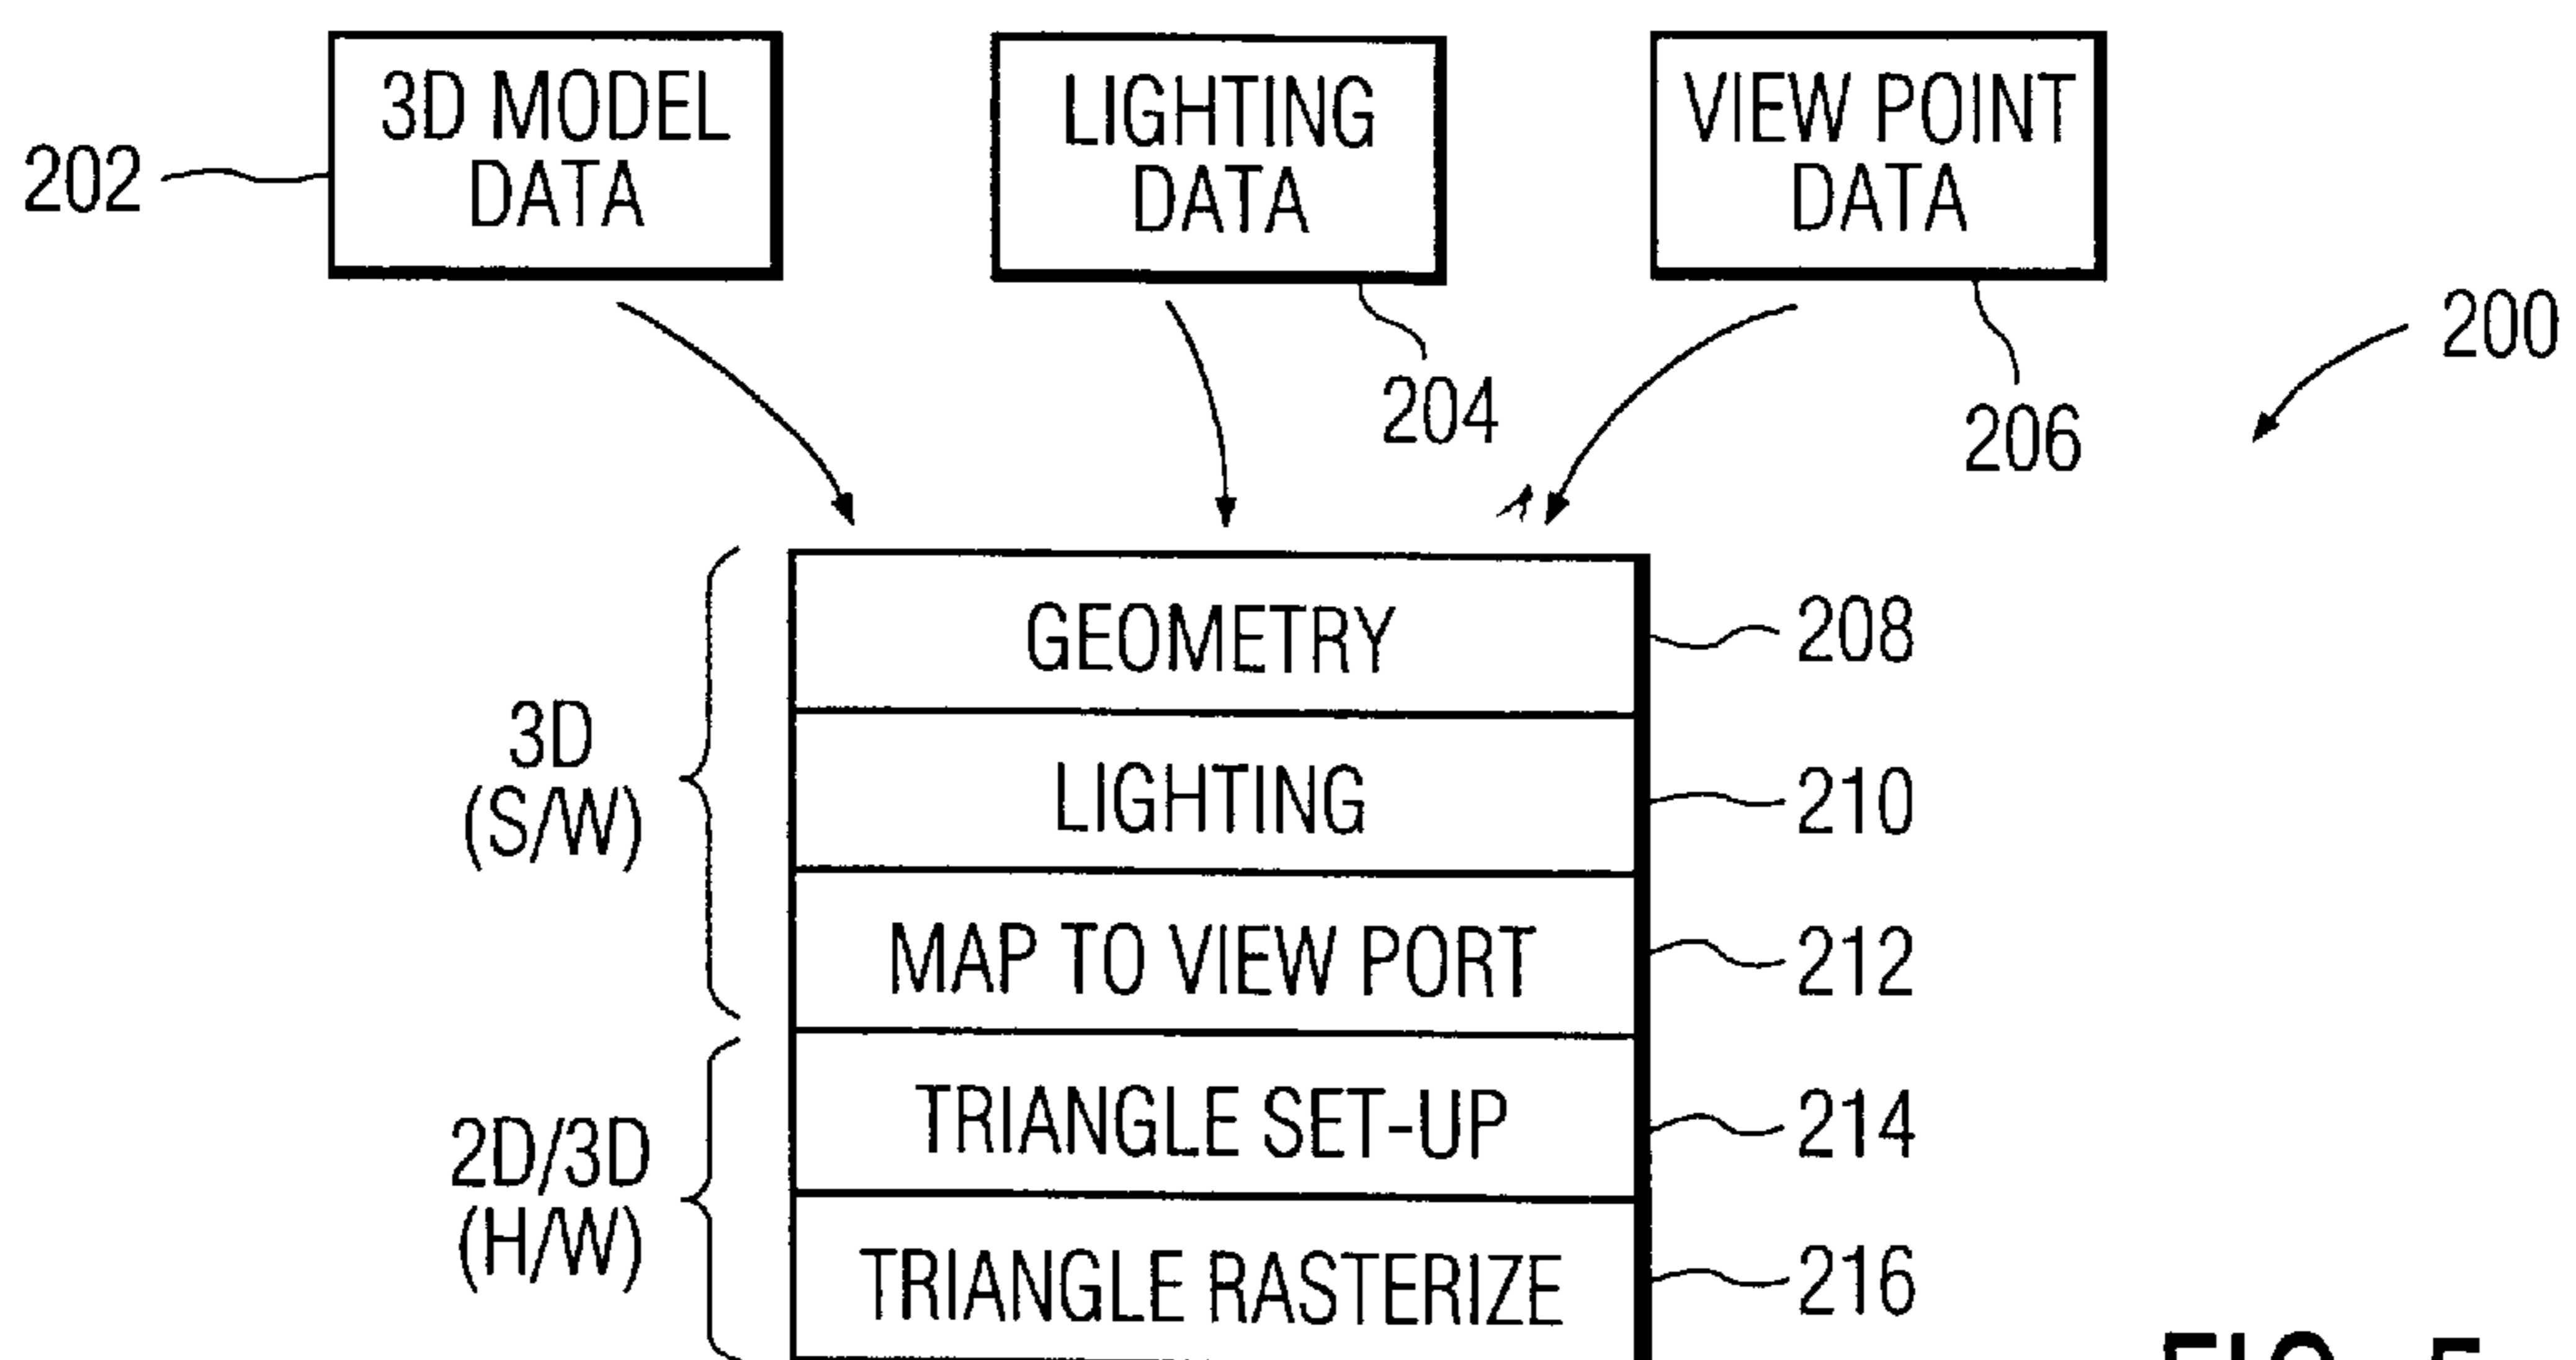 3D MODEL
DATA
202
LIGHTING
DATA
204
VIEW POINT
DATA
206
200
3D
(S/W)
GEOMETRY
208
LIGHTING
210
MAP TO VIEW PORT
212
2D/3D
(H/W)
TRIANGLE SET-UP
214
TRIANGLE RASTERIZE
216